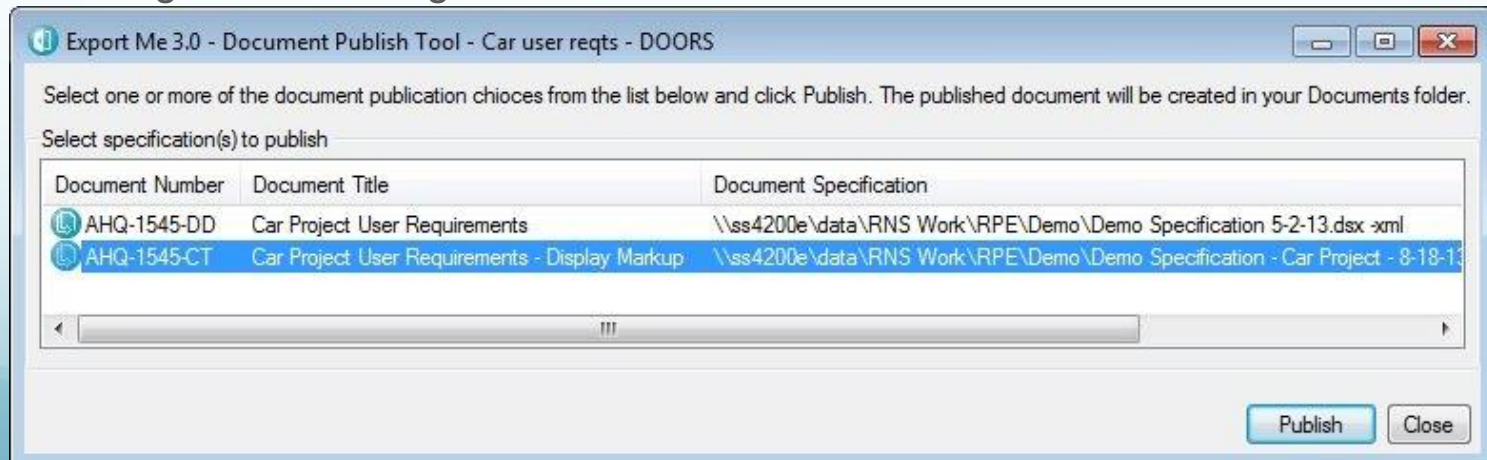 Export Me 3.0 - Document Publish Tool - Car user reqts - DOORS
Select one or more of the document publication chioces from the list below and click Publish. The published document will be created in your Documents folder.
Select specification(s) to publish
Document Number Document Title Document Specification
AHQ-1545-DD Car Project User Requirements \\ss4200e\data\RNS Work\RPE\Demo\Demo Specification 5-2-13.dsx -xml
AHQ-1545-CT Car Project User Requirements - Display Markup \\ss4200e\data\RNS Work\RPE\Demo\Demo Specification - Car Project - 8-18-13
Publish Close